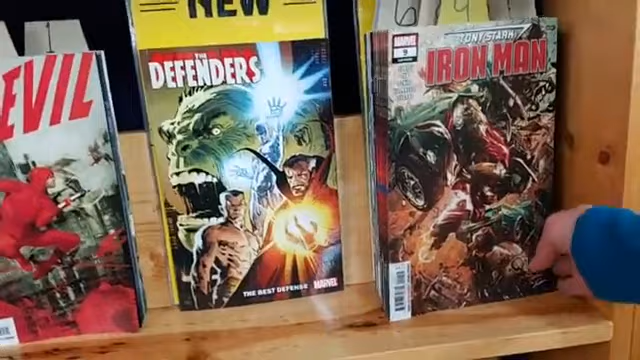 NEW
EVIL
THE
DEFENDERS
THE BEST DEFENSE
MARVEL
MARVEL
9
TONY STARK
IRON MAN